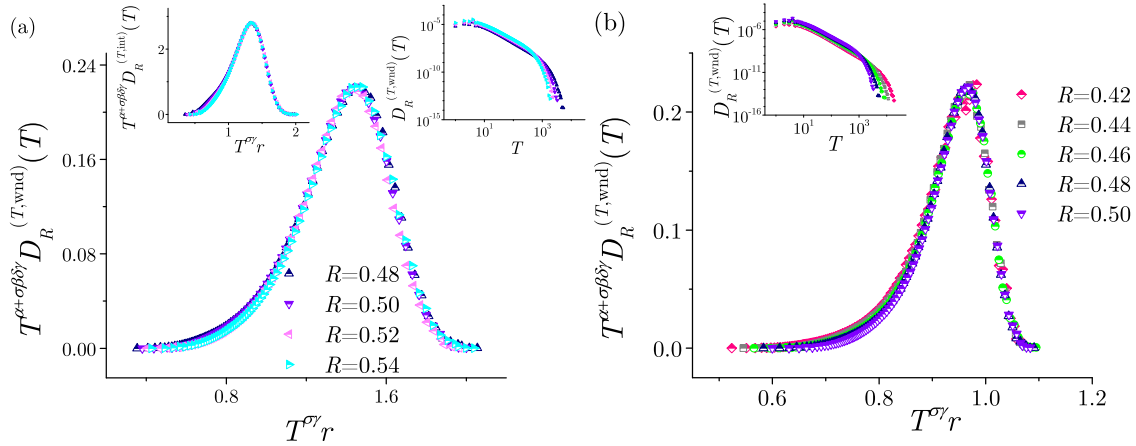 (a)
T^{α+σβδγ}D_R^{(T,int)}(T)
2
0
1
2
T^{σγ}r
D_R^{(T,wnd)}(T)
10^{-5}
10^{-10}
10^{-15}
10^1
10^3
T
T^{α+σβδγ}D_R^{(T,wnd)}(T)
0.24
0.16
0.08
0.00
0.8
1.6
T^{σγ}r
R=0.48
R=0.50
R=0.52
R=0.54
(b)
D_R^{(T,wnd)}(T)
10^{-6}
10^{-11}
10^{-16}
10^1
10^3
T
T^{α+σβδγ}D_R^{(T,wnd)}(T)
0.2
0.1
0.0
0.6
0.8
1.0
1.2
T^{σγ}r
R=0.42
R=0.44
R=0.46
R=0.48
R=0.50